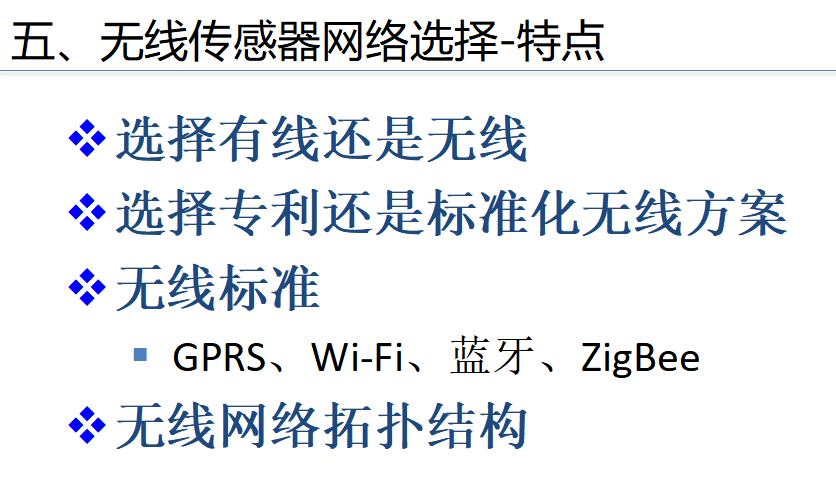 五、无线传感器网络选择-特点
选择有线还是无线
选择专利还是标准化无线方案
无线标准
GPRS、Wi-Fi、蓝牙、ZigBee
无线网络拓扑结构